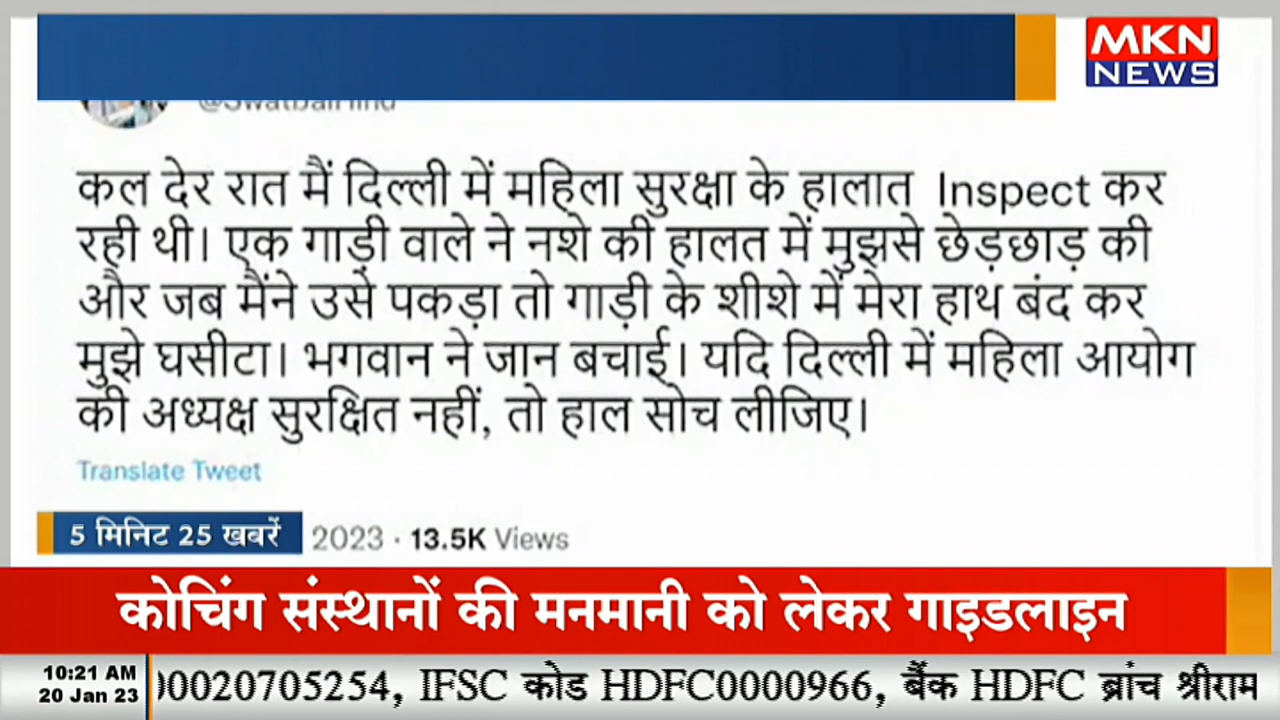 MKN
NEWS
कल देर रात मैं दिल्ली में महिला सुरक्षा के हालात Inspect कर
रही थी। एक गाड़ी वाले ने नशे की हालत में मुझसे छेड़छाड़ की
और जब मैंने उसे पकड़ा तो गाड़ी के शीशे में मेरा हाथ बंद कर
मुझे घसीटा। भगवान ने जान बचाई। यदि दिल्ली में महिला आयोग
की अध्यक्ष सुरक्षित नहीं, तो हाल सोच लीजिए।
Translate Tweet
5 मिनिट 25 खबरें 2023 · 13.5K Views
कोचिंग संस्थानों की मनमानी को लेकर गाइडलाइन
10:21 AM
20 Jan 23
00020705254, IFSC कोड HDFC0000966, बैंक HDFC ब्रांच श्रीराम